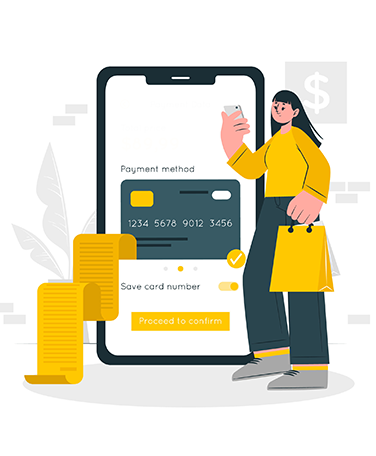 $
Payment method
1234 5678 9012 3456
Save card number
Proceed to confirm